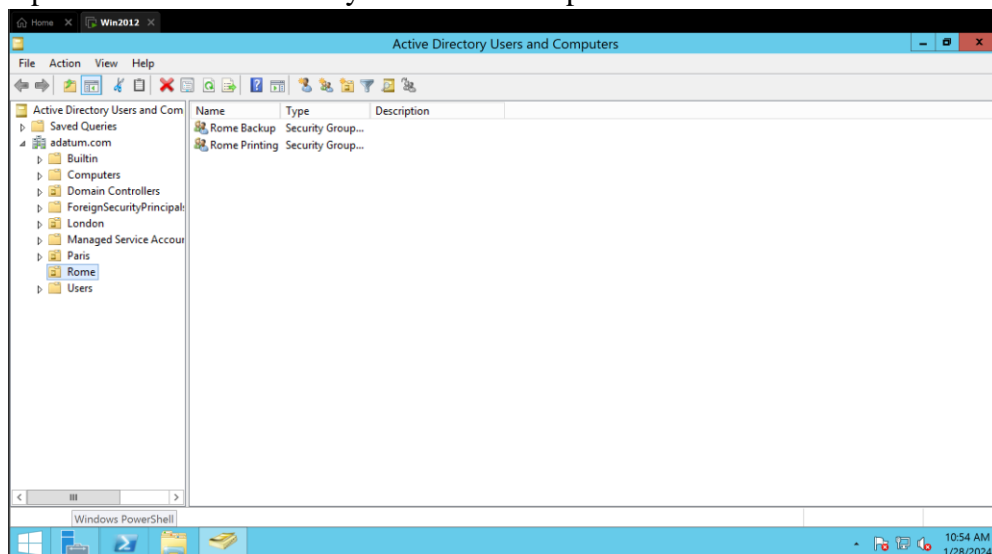 Home Win2012
Active Directory Users and Computers
File Action View Help
Active Directory Users and Com
Saved Queries
adatum.com
Builtin
Computers
Domain Controllers
ForeignSecurityPrincipals
London
Managed Service Accour
Paris
Rome
Users
Name Type Description
Rome Backup Security Group...
Rome Printing Security Group...
Windows PowerShell
10:54 AM
1/28/2024